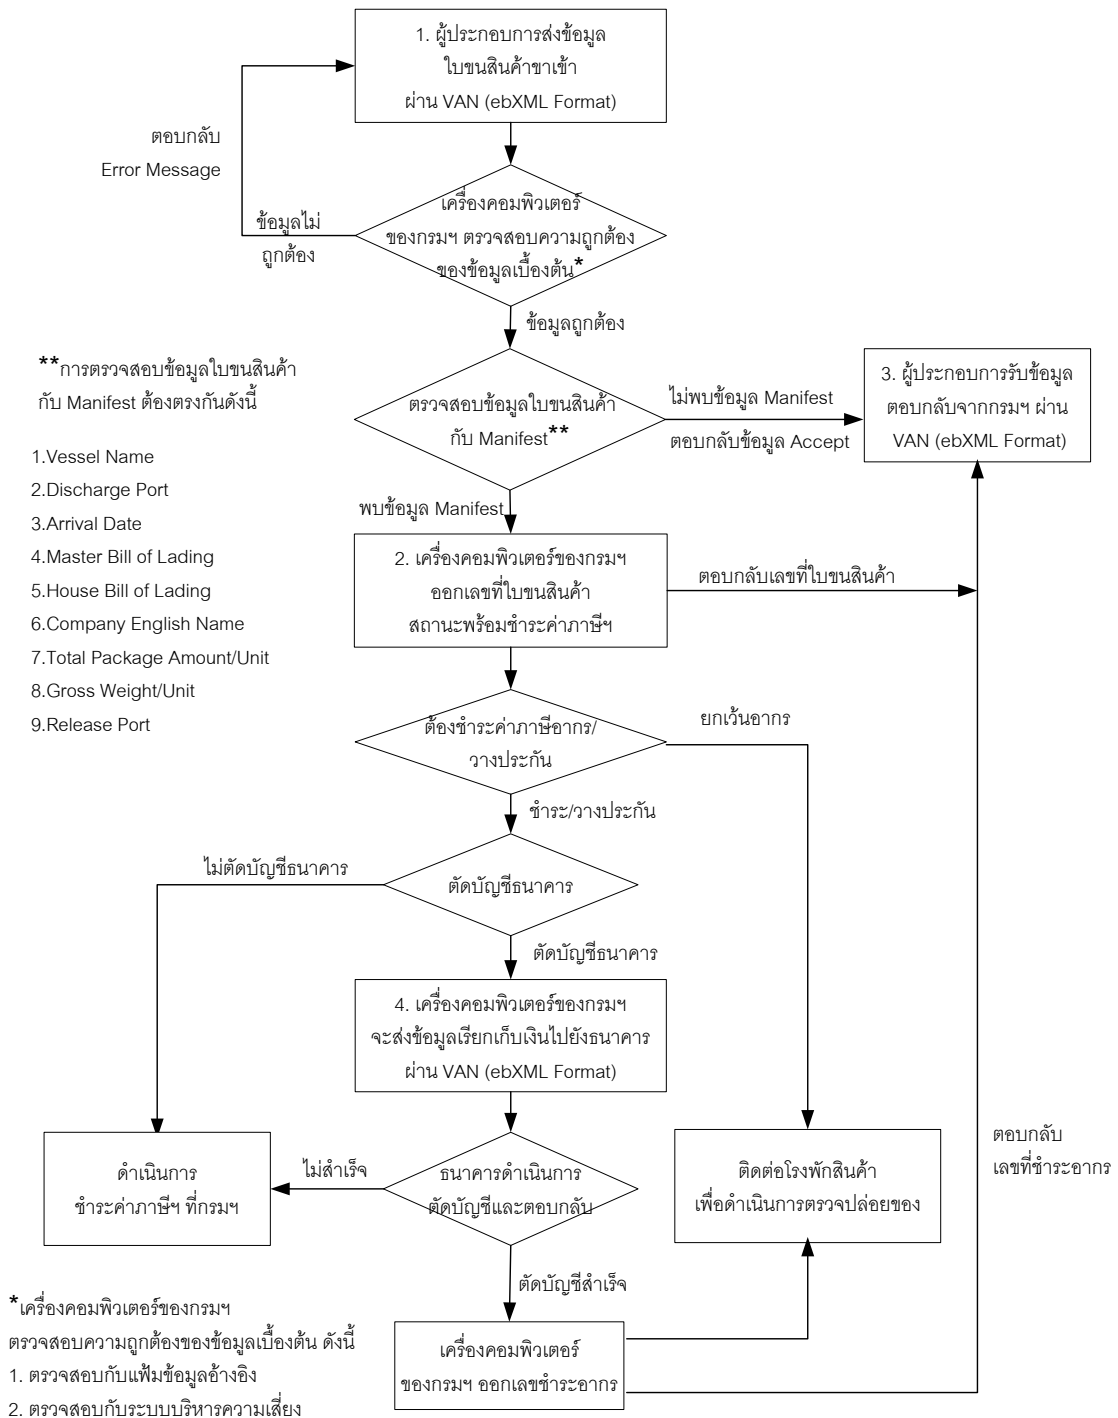 1. ผู้ประกอบการส่งข้อมูล
ใบขนสินค้าขาเข้า
ผ่าน VAN (ebXML Format)
ตอบกลับ
Error Message
เครื่องคอมพิวเตอร์
ของกรมฯ ตรวจสอบความถูกต้อง
ของข้อมูลเบื้องต้น*
ข้อมูลไม่
ถูกต้อง
ข้อมูลถูกต้อง
**การตรวจสอบข้อมูลใบขนสินค้า
กับ Manifest ต้องตรงกันดังนี้
1.Vessel Name
2.Discharge Port
3.Arrival Date
4.Master Bill of Lading
5.House Bill of Lading
6.Company English Name
7.Total Package Amount/Unit
8.Gross Weight/Unit
9.Release Port
ตรวจสอบข้อมูลใบขนสินค้า
กับ Manifest**
ไม่พบข้อมูล Manifest
ตอบกลับข้อมูล Accept
3. ผู้ประกอบการรับข้อมูล
ตอบกลับจากกรมฯ ผ่าน
VAN (ebXML Format)
พบข้อมูล Manifest
2. เครื่องคอมพิวเตอร์ของกรมฯ
ออกเลขที่ใบขนสินค้า
สถานะพร้อมชำระค่าภาษีฯ
ตอบกลับเลขที่ใบขนสินค้า
ต้องชำระค่าภาษีอากร/
วางประกัน
ยกเว้นอากร
ชำระ/วางประกัน
ไม่ตัดบัญชีธนาคาร
ตัดบัญชีธนาคาร
ตัดบัญชีธนาคาร
4. เครื่องคอมพิวเตอร์ของกรมฯ
จะส่งข้อมูลเรียกเก็บเงินไปยังธนาคาร
ผ่าน VAN (ebXML Format)
ดำเนินการ
ชำระค่าภาษีฯ ที่กรมฯ
ไม่สำเร็จ
ธนาคารดำเนินการ
ตัดบัญชีและตอบกลับ
ติดต่อโรงพักสินค้า
เพื่อดำเนินการตรวจปล่อยของ
ตอบกลับ
เลขที่ชำระอากร
ตัดบัญชีสำเร็จ
เครื่องคอมพิวเตอร์
ของกรมฯ ออกเลขชำระอากร
*เครื่องคอมพิวเตอร์ของกรมฯ
ตรวจสอบความถูกต้องของข้อมูลเบื้องต้น ดังนี้
1. ตรวจสอบกับแฟ้มข้อมูลอ้างอิง
2. ตรวจสอบกับระบบบริหารความเสี่ยง